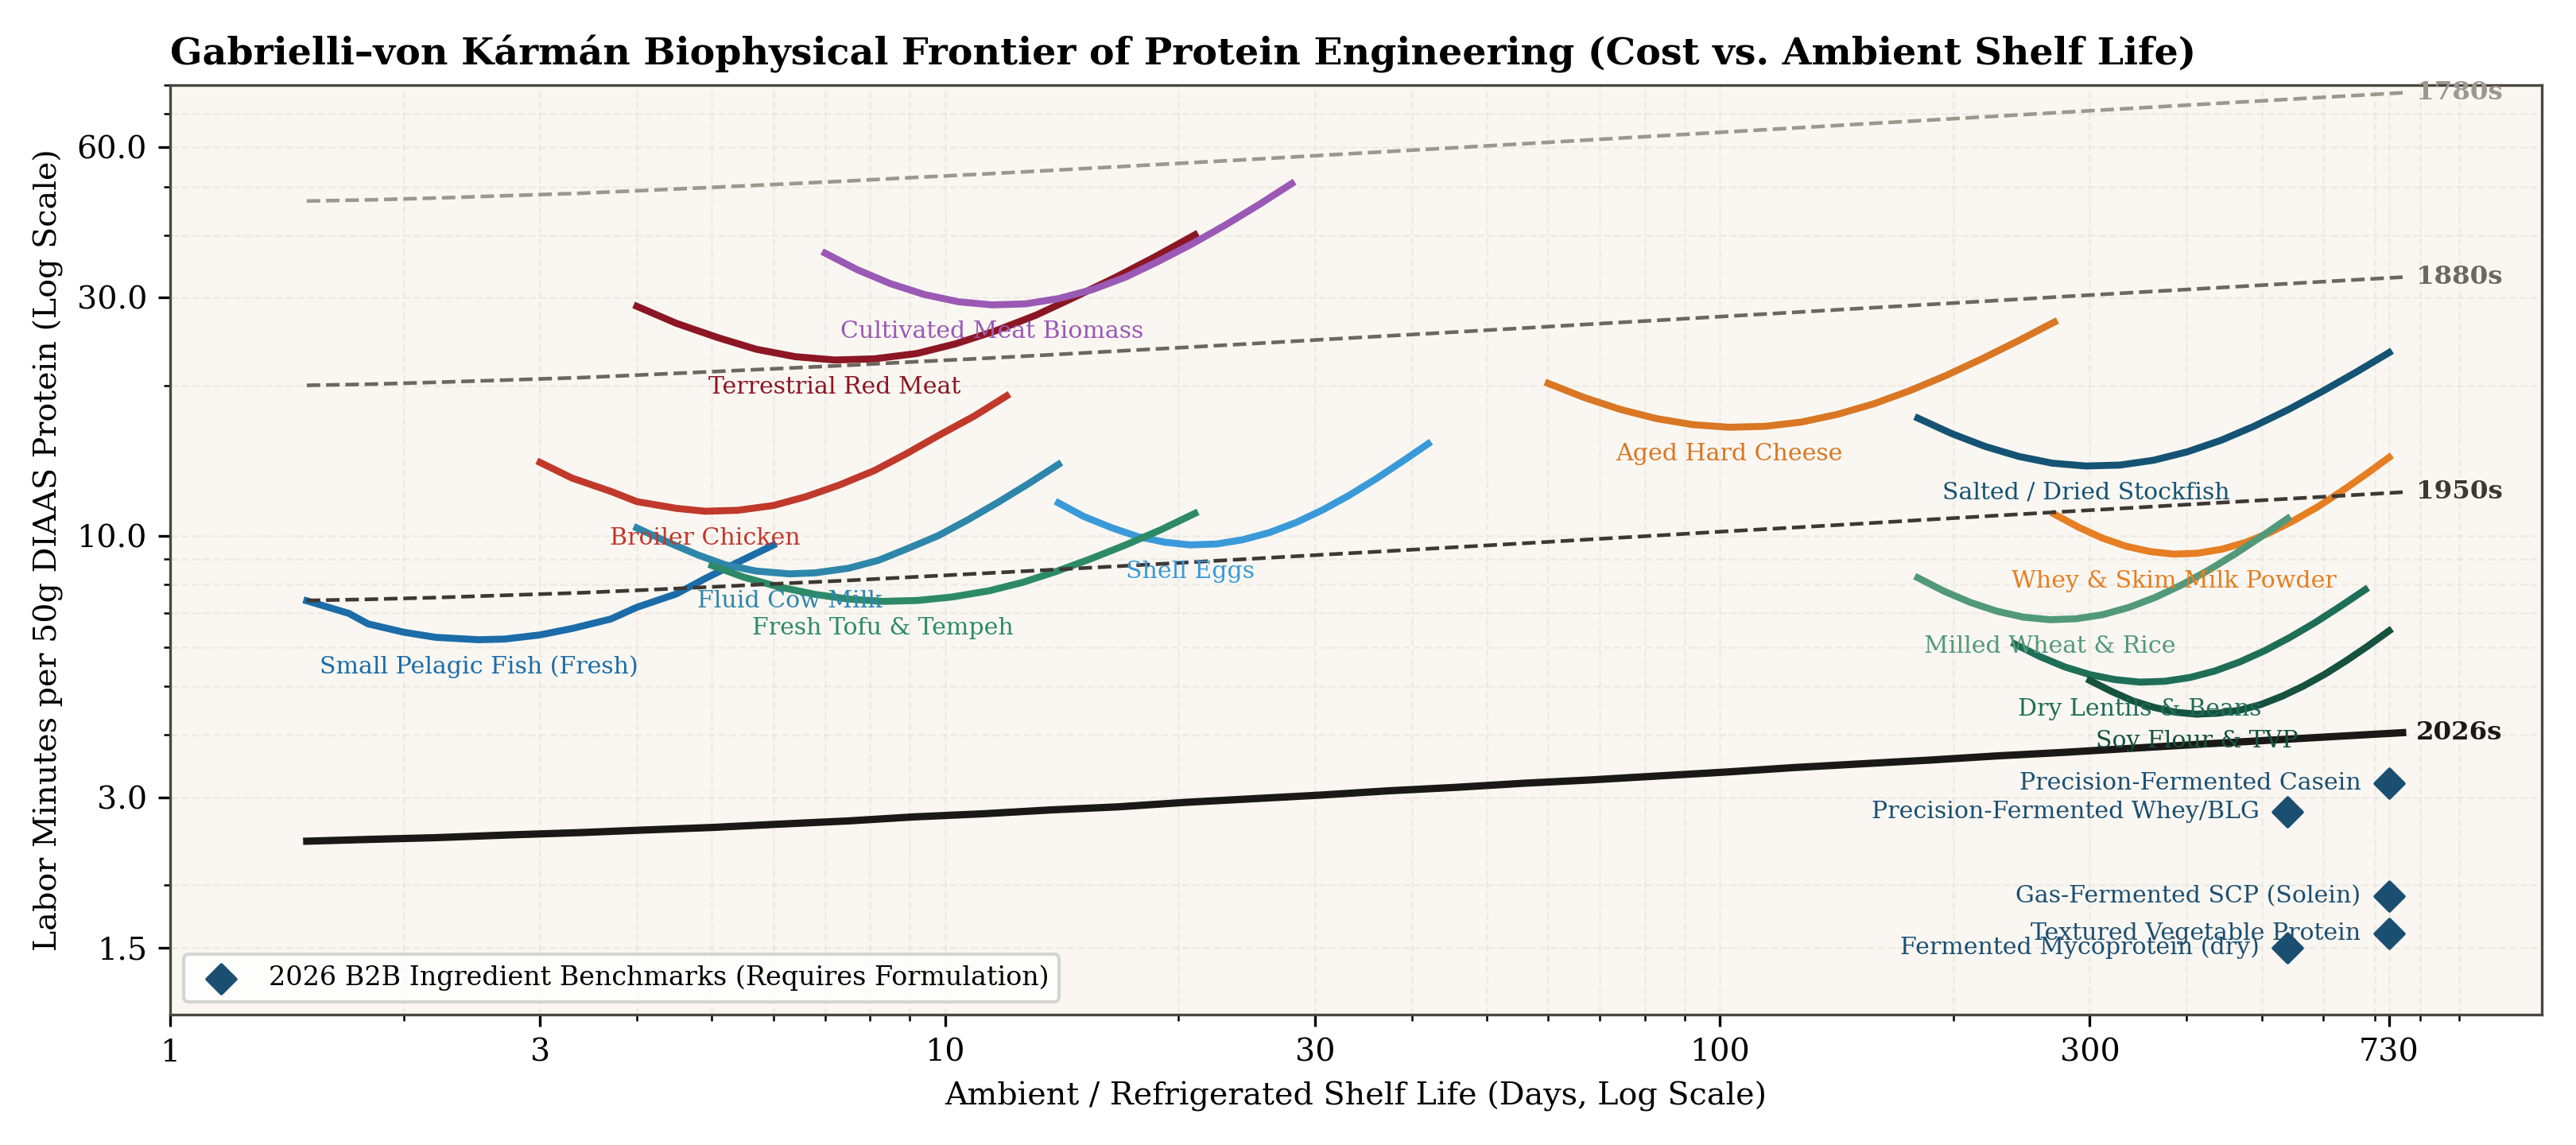 Gabrielli–von Kármán Biophysical Frontier of Protein Engineering (Cost vs. Ambient Shelf Life)
Labor Minutes per 50g DIAAS Protein (Log Scale)
60.0
30.0
10.0
3.0
1.5
1780s
1880s
1950s
2026s
Cultivated Meat Biomass
Terrestrial Red Meat
Aged Hard Cheese
Salted / Dried Stockfish
Broiler Chicken
Shell Eggs
Whey & Skim Milk Powder
Fluid Cow Milk
Fresh Tofu & Tempeh
Milled Wheat & Rice
Small Pelagic Fish (Fresh)
Dry Lentils & Beans
Soy Flour & TVP
Precision-Fermented Casein
Precision-Fermented Whey/BLG
Gas-Fermented SCP (Solein)
Textured Vegetable Protein
Fermented Mycoprotein (dry)
2026 B2B Ingredient Benchmarks (Requires Formulation)
1
3
10
30
100
300
730
Ambient / Refrigerated Shelf Life (Days, Log Scale)